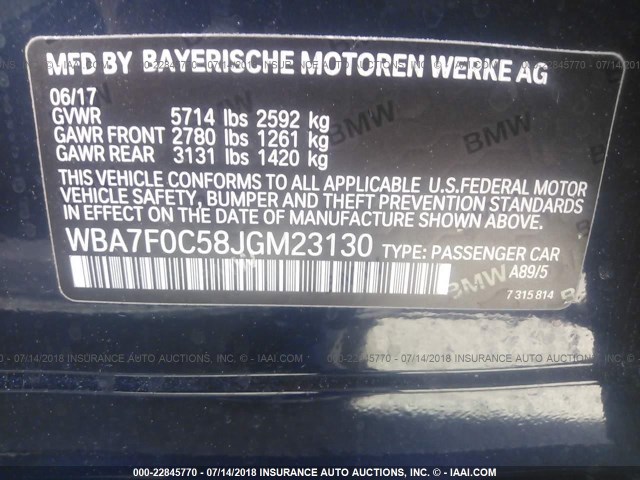 MFD BY BAYERISCHE MOTOREN WERKE AG
06/17
GVWR 5714 lbs 2592 kg
GAWR FRONT 2780 lbs 1261 kg
GAWR REAR 3131 lbs 1420 kg
THIS VEHICLE CONFORMS TO ALL APPLICABLE U.S.FEDERAL MOTOR
VEHICLE SAFETY, BUMPER AND THEFT PREVENTION STANDARDS
IN EFFECT ON THE DATE OF MANUFACTURE SHOWN ABOVE.
WBA7F0C58JGM23130 TYPE: PASSENGER CAR
A89/5
7 315 814
BMW
BMW
BMW
000-22845770 - 07/14/2018 INSURANCE AUTO AUCTIONS, INC. - © IAAI.COM